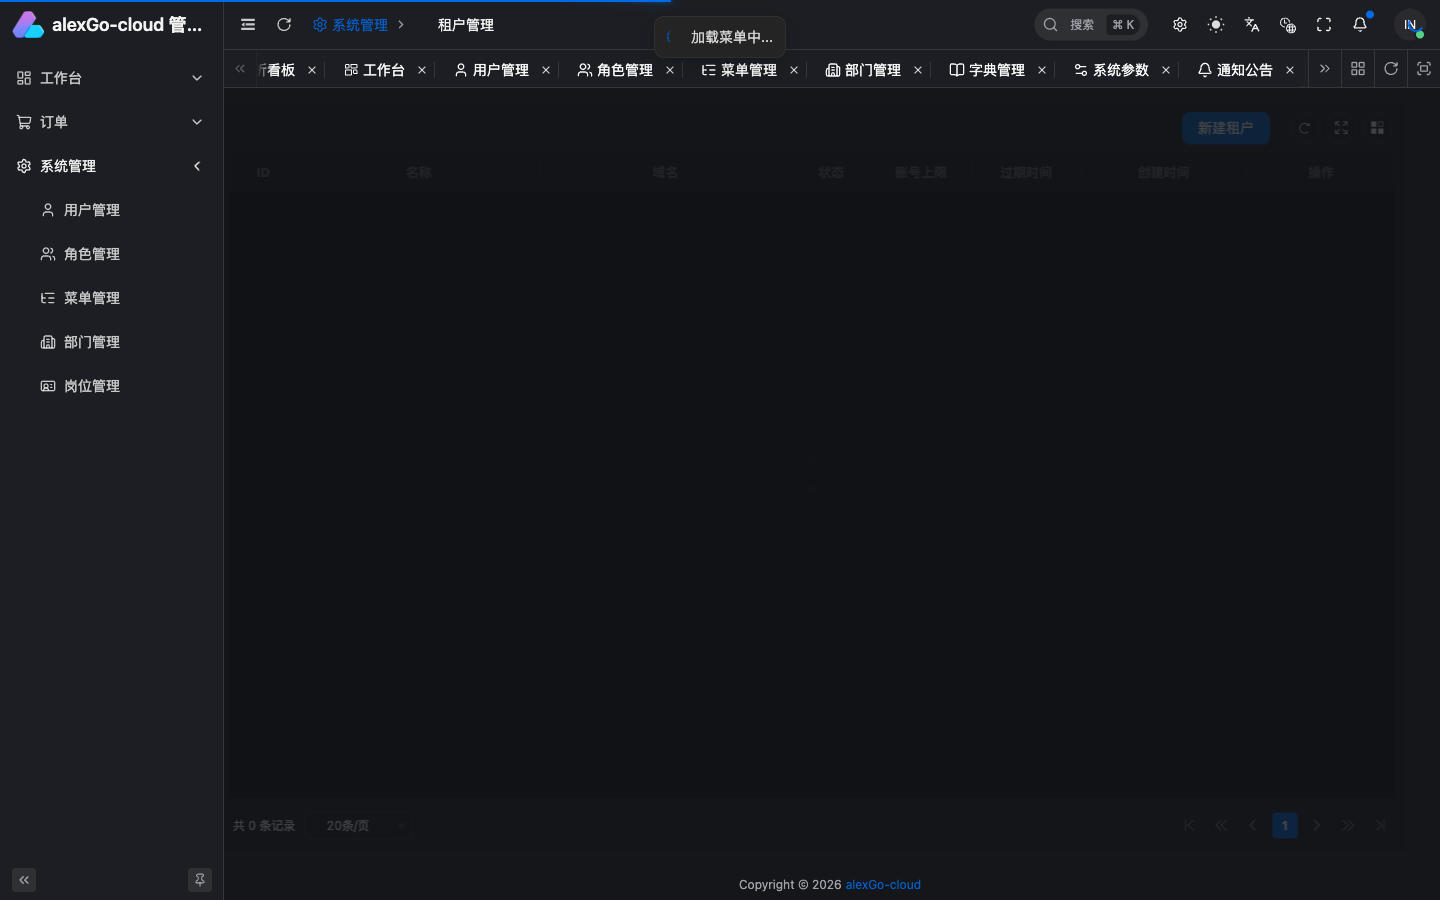 alexGo-cloud 管...
系统管理
租户管理
搜索
⌘ K
加载菜单中...
看板
工作台
用户管理
角色管理
菜单管理
部门管理
字典管理
系统参数
通知公告
工作台
订单
系统管理
用户管理
角色管理
菜单管理
部门管理
岗位管理
新建租户
ID
名称
域名
状态
账号上限
过期时间
创建时间
操作
共 0 条记录
20条/页
1
Copyright © 2026 alexGo-cloud